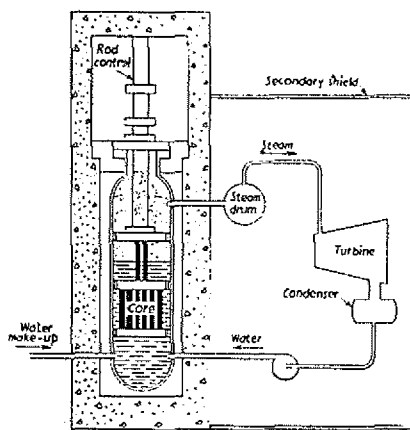 Rod
control
Secondary shield
Steam
Steam
drum
Turbine
Condenser
Core
Water
make-up
Water